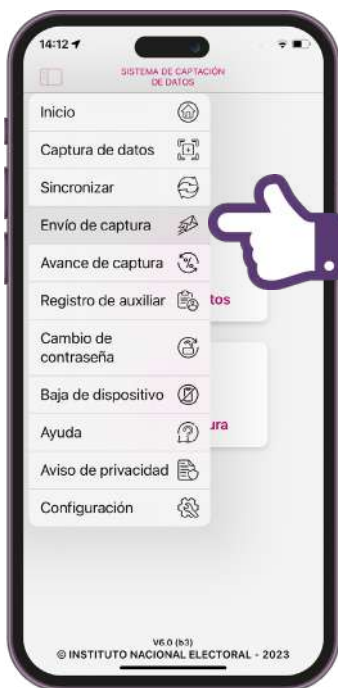 14:12
SISTEMA DE CAPTACIÓN
DE DATOS
Inicio
Captura de datos
Sincronizar
Envío de captura
Avance de captura
Registro de auxiliar
tos
Cambio de
contraseña
Baja de dispositivo
Ayuda
ura
Aviso de privacidad
Configuración
V6.0 (b3)
© INSTITUTO NACIONAL ELECTORAL - 2023